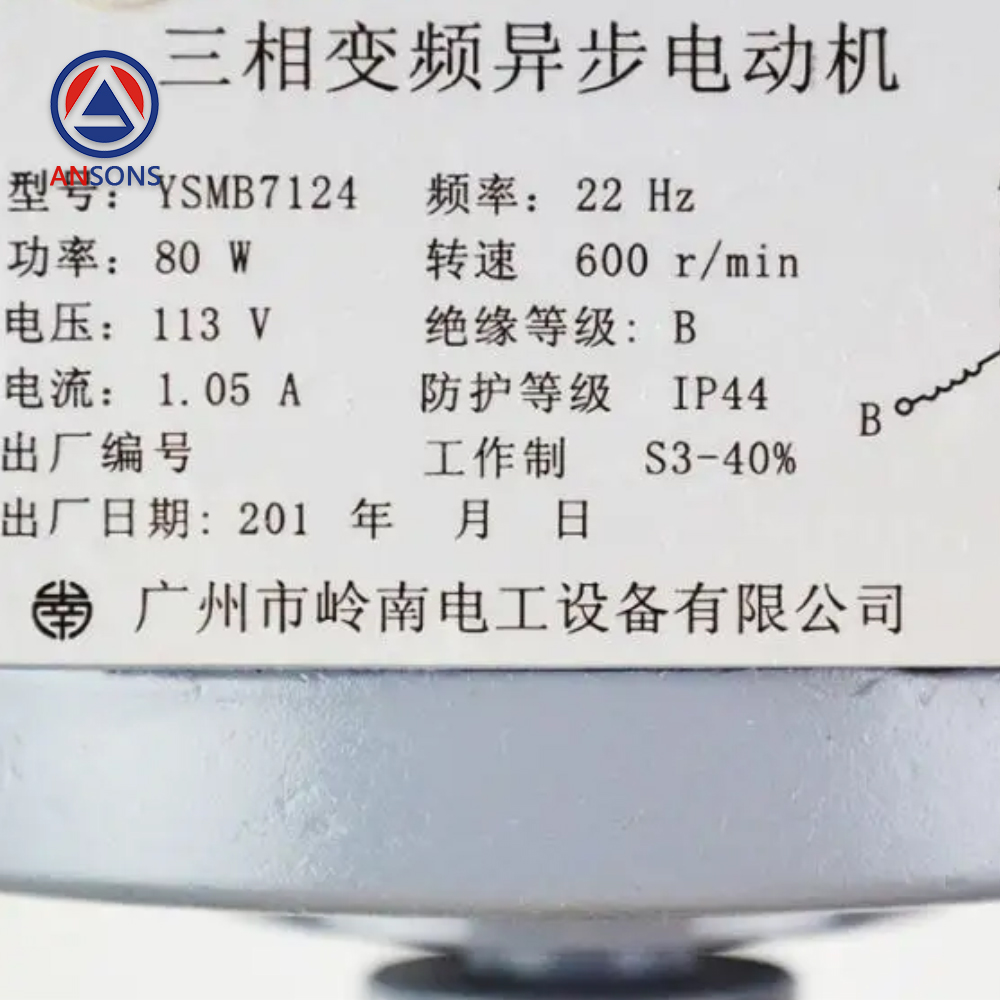 三相变频异步电动机
ANSONS
型号: YSMB7124 频率: 22 Hz
功率: 80 W 转速 600 r/min
电压: 113 V 绝缘等级: B
电流: 1.05 A 防护等级 IP44
出厂编号 工作制 S3-40%
出厂日期: 201 年 月 日
B
广州市岭南电工设备有限公司